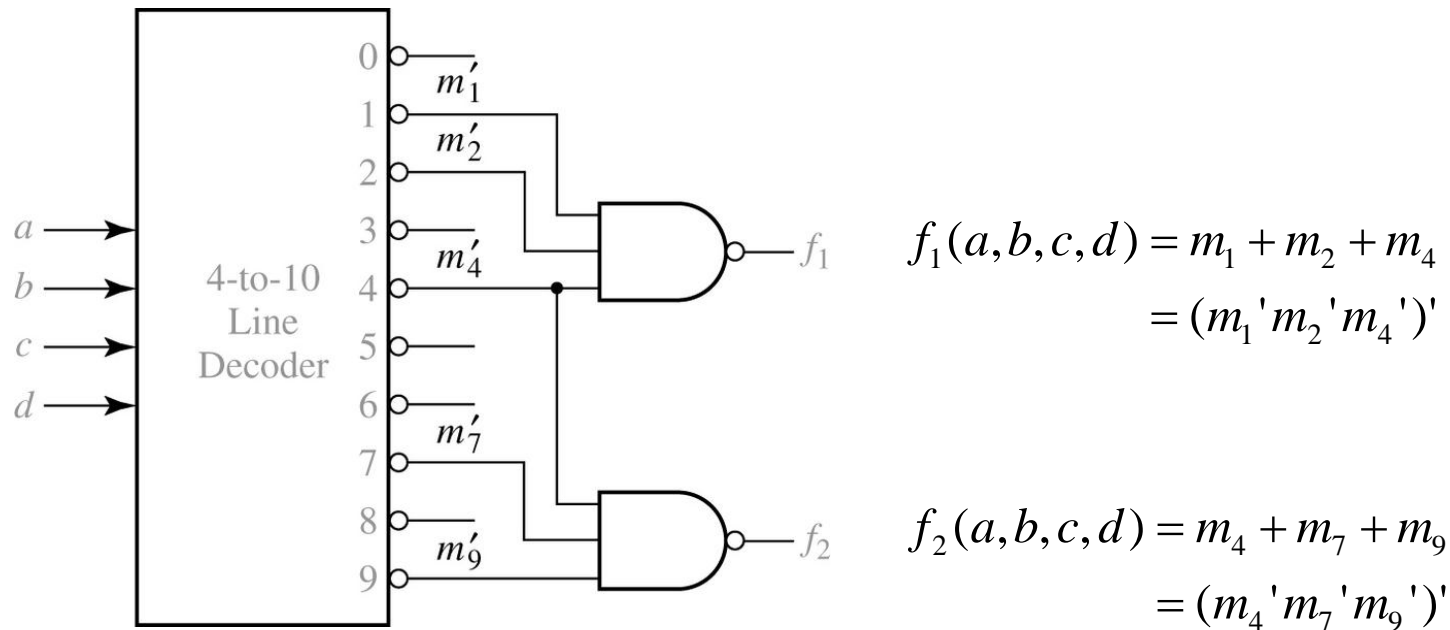 0
m′₁
1
m′₂
2
a
3
m′₄
f₁
b
4-to-10
4
c
Line
5
Decoder
d
6
m′₇
7
8
m′₉
f₂
9
f₁(a,b,c,d) = m₁ + m₂ + m₄
= (m₁'m₂'m₄')'
f₂(a,b,c,d) = m₄ + m₇ + m₉
= (m₄'m₇'m₉')'